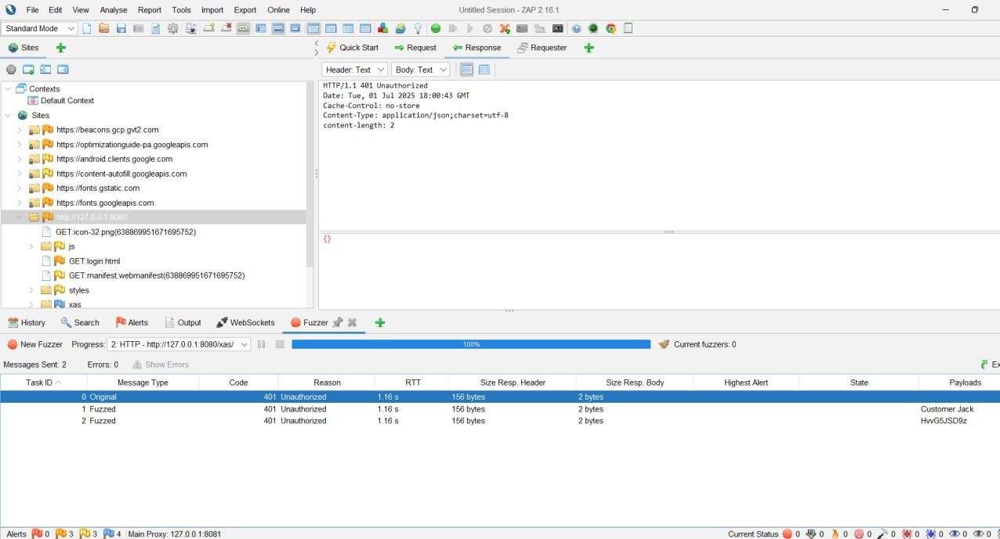 File Edit View Analyse Report Tools Import Export Online Help Untitled Session - ZAP 2.16.1
Standard Mode
Sites
Quick Start Request Response Requester
Header: Text Body: Text
Contexts
Default Context
Sites
https://beacons.gcp.gvt2.com
https://optimizationguide-pa.googleapis.com
https://android.clients.google.com
https://content-autofill.googleapis.com
https://fonts.gstatic.com
https://fonts.googleapis.com
http://127.0.0.1:8080
GET:icon-32.png(638869951671695752)
js
GET:login.html
GET:manifest.webmanifest(638869951671695752)
styles
xas
HTTP/1.1 401 Unauthorized
Date: Tue, 01 Jul 2025 18:00:43 GMT
Cache-Control: no-store
Content-Type: application/json;charset=utf-8
content-length: 2
{}
History Search Alerts Output WebSockets Fuzzer
New Fuzzer Progress: 2: HTTP - http://127.0.0.1:8080/xas/ 100% Current fuzzers: 0
Messages Sent: 2 Errors: 0 Show Errors Ex
Task ID Message Type Code Reason RTT Size Resp. Header Size Resp. Body Highest Alert State Payloads
0 Original 401 Unauthorized 1.16 s 156 bytes 2 bytes
1 Fuzzed 401 Unauthorized 1.16 s 156 bytes 2 bytes Customer Jack
2 Fuzzed 401 Unauthorized 1.16 s 156 bytes 2 bytes HvvG5JSD9z
Alerts 0 3 3 4 Main Proxy: 127.0.0.1:8081 Current Status 0 0 0 0 0 0 0 0 0